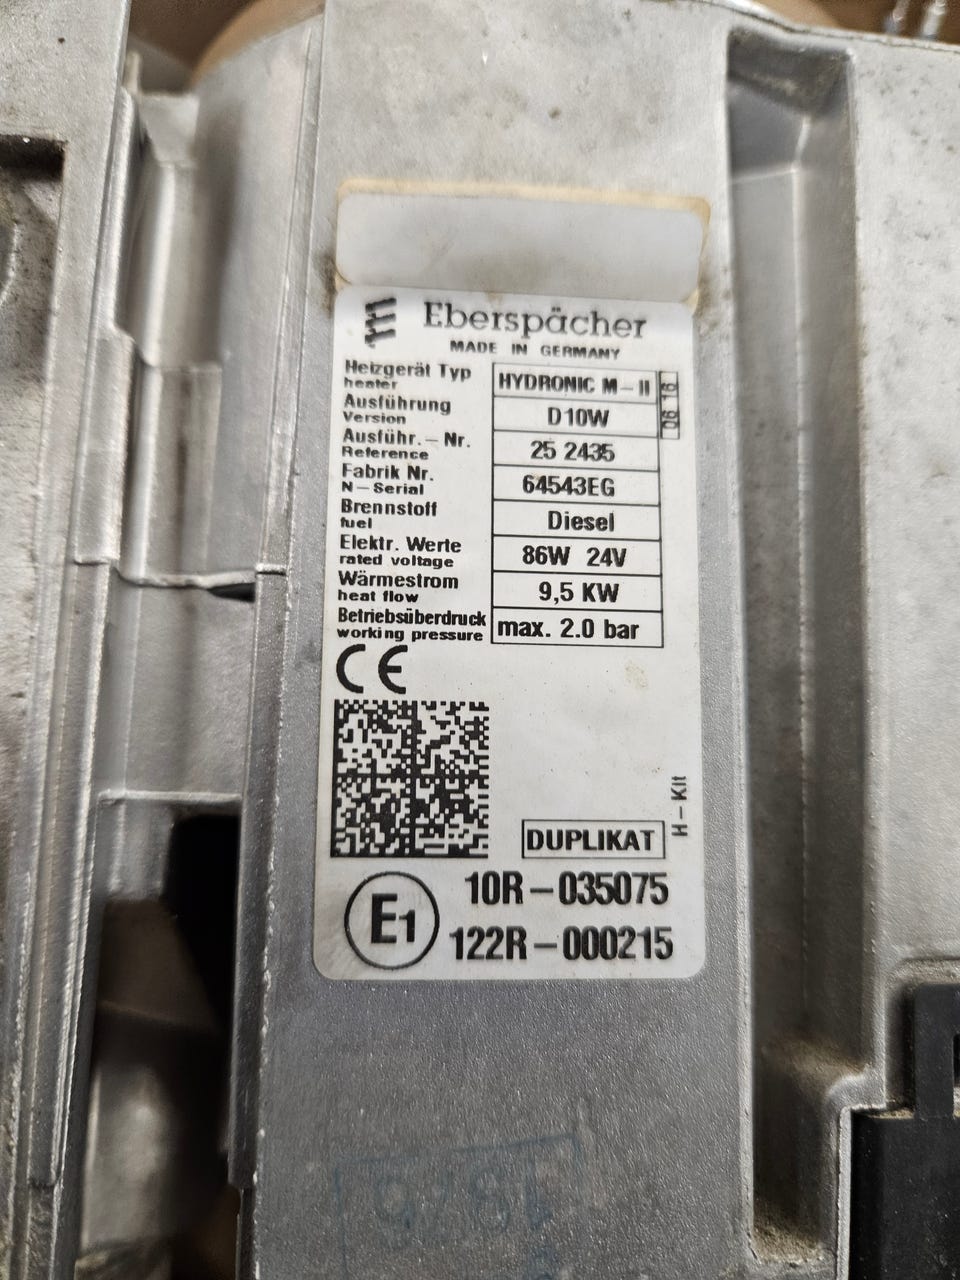 Eberspächer
MADE IN GERMANY
Heizgerät Typ
heater
HYDRONIC M – II
06 16
Ausführung
Version
D10W
Ausführ. – Nr.
Reference
25 2435
Fabrik Nr.
N – Serial
64543EG
Brennstoff
fuel
Diesel
Elektr. Werte
rated voltage
86W 24V
Wärmestrom
heat flow
9,5 KW
Betriebsüberdruck
working pressure
max. 2.0 bar
CE
H – Kit
DUPLIKAT
E1
10R – 035075
122R – 000215